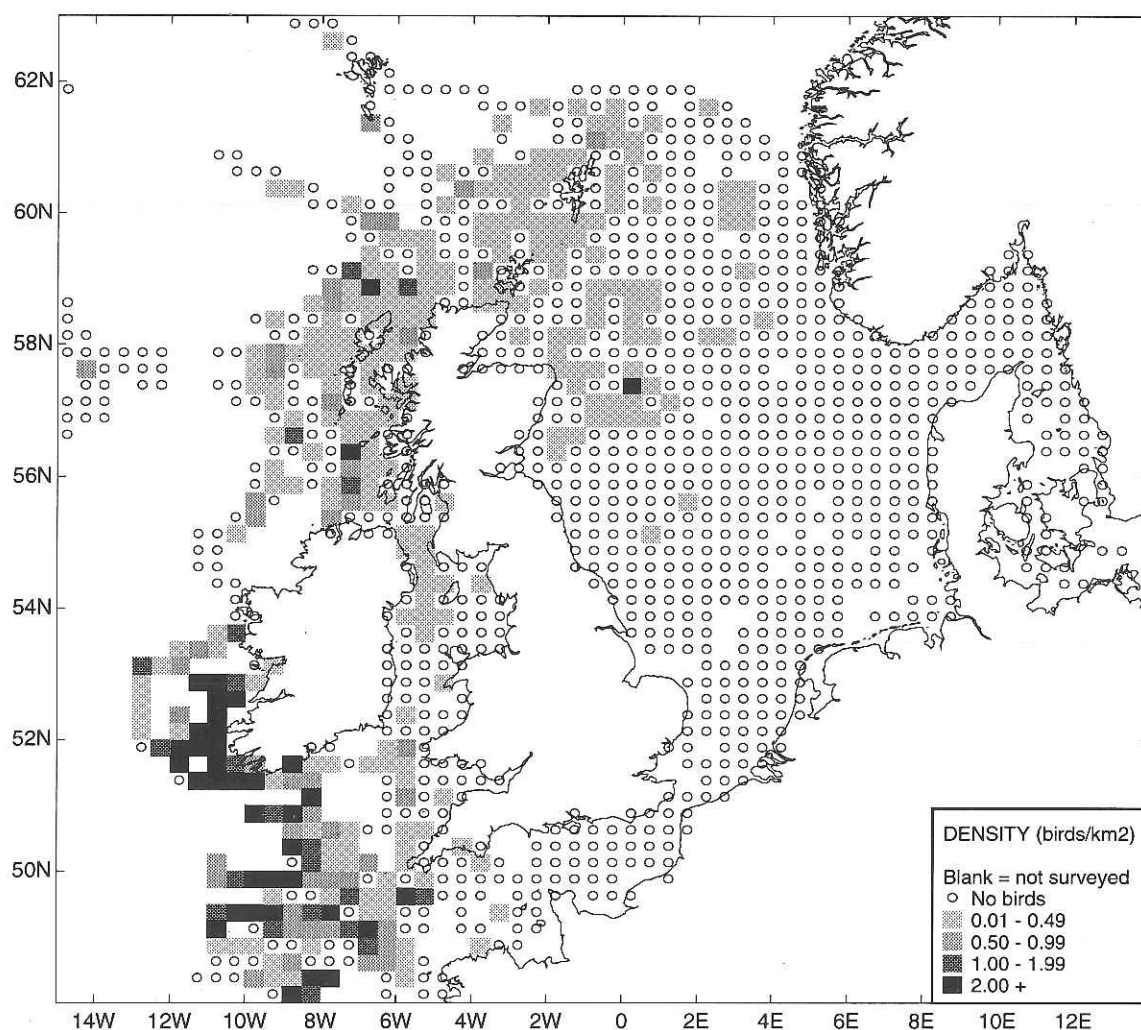 62N
60N
58N
56N
54N
52N
50N
DENSITY (birds/km2)
Blank = not surveyed
No birds
0.01 - 0.49
0.50 - 0.99
1.00 - 1.99
2.00 +
14W 12W 10W 8W 6W 4W 2W 0 2E 4E 6E 8E 10E 12E